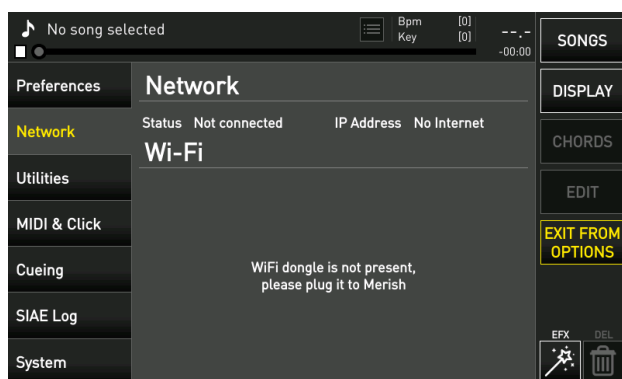 No song selected
Bpm [0]
Key [0]
--.-
-00:00
SONGS
Preferences
Network
DISPLAY
Network
Status Not connected IP Address No Internet
CHORDS
Wi-Fi
Utilities
EDIT
MIDI & Click
EXIT FROM
OPTIONS
Cueing
WiFi dongle is not present,
please plug it to Merish
SIAE Log
EFX DEL
System